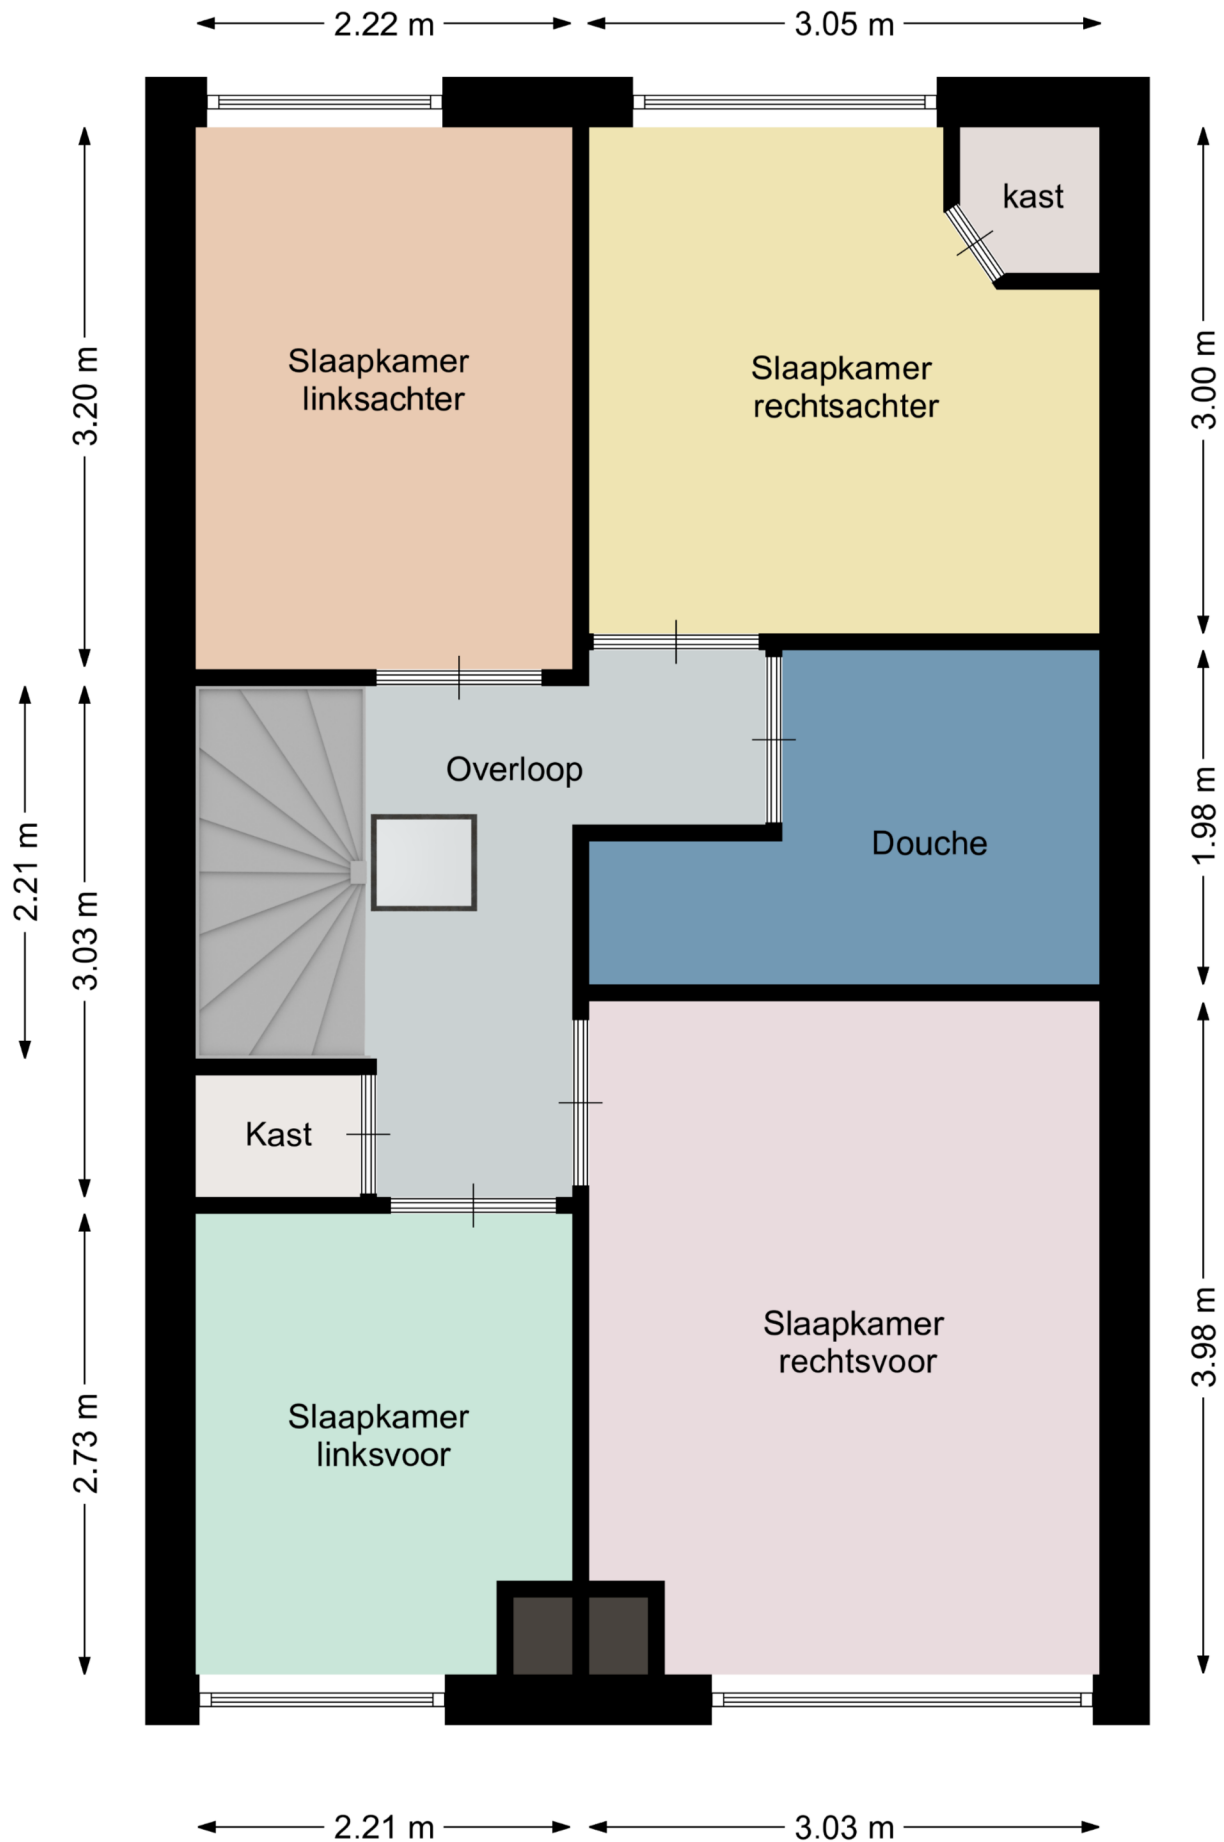 2.22 m
3.05 m
kast
Slaapkamer
linksachter
Slaapkamer
rechtsachter
3.20 m
3.00 m
Overloop
Douche
2.21 m
3.03 m
1.98 m
Kast
Slaapkamer
rechtsvoor
3.98 m
Slaapkamer
linksvoor
2.73 m
2.21 m
3.03 m